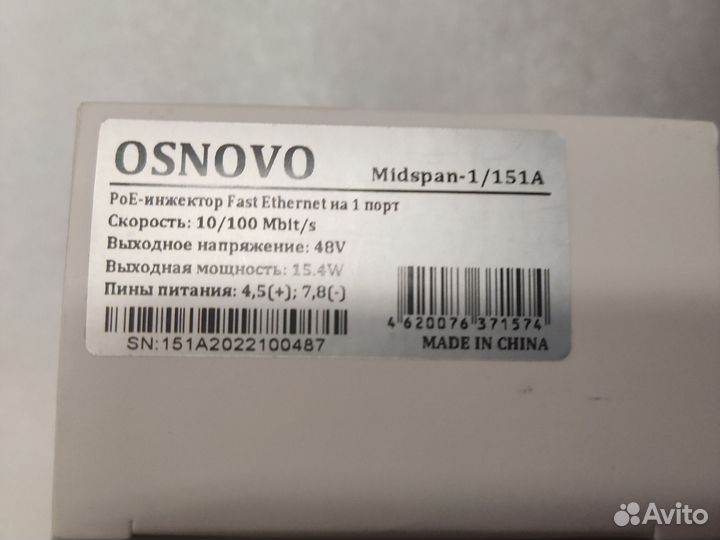 OSNOVO
Midspan-1/151A
PoE-инжектор Fast Ethernet на 1 порт
Скорость: 10/100 Mbit/s
Выходное напряжение: 48V
Выходная мощность: 15.4W
Пины питания: 4,5(+); 7,8(-)
4 620076 371574
SN:151A2022100487
MADE IN CHINA
Avito